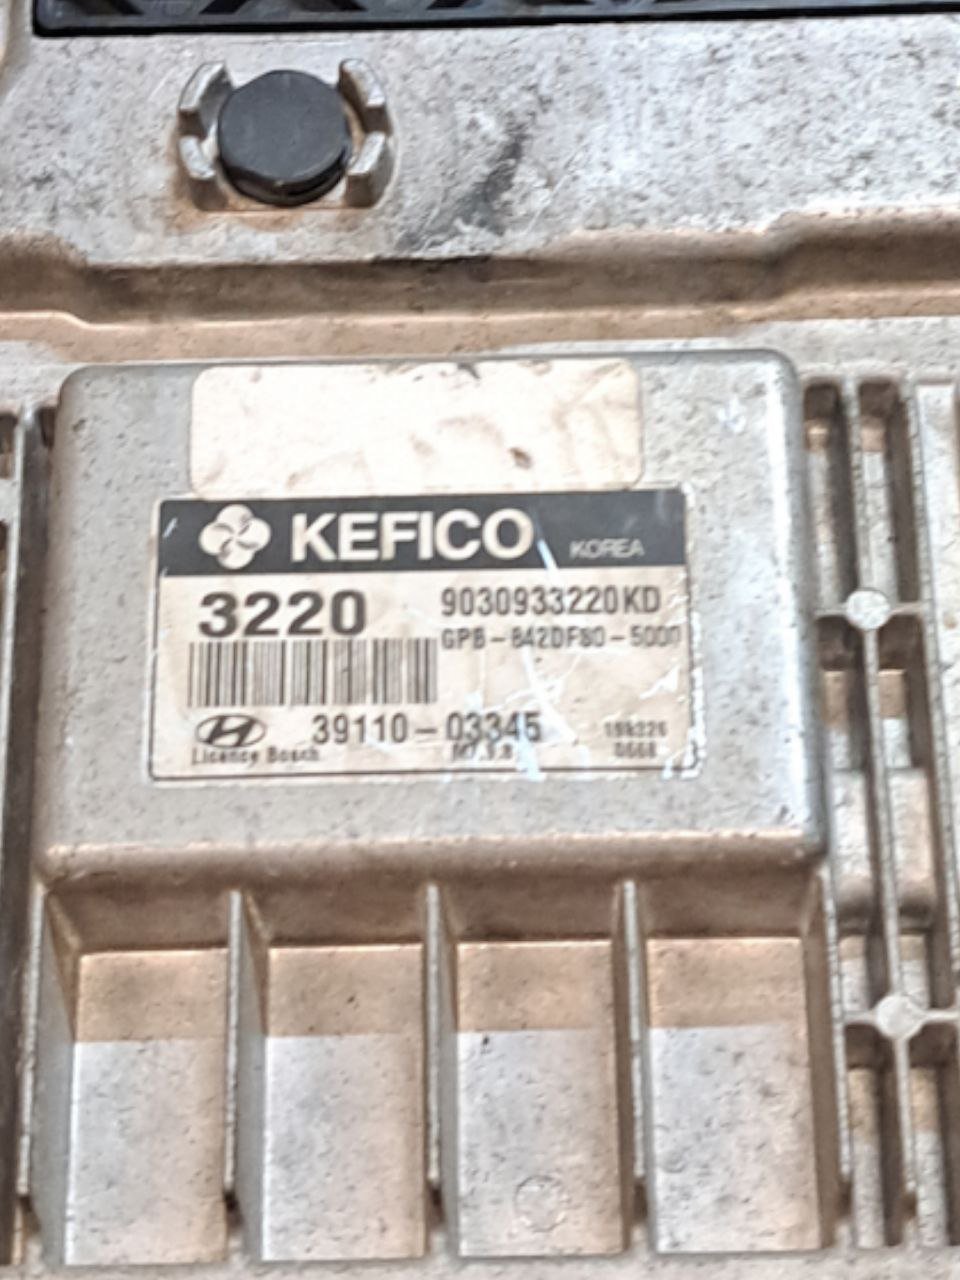 KEFICO KOREA
3220 9030933220KD
GPB-842DF80-5000
39110-03345
Licence Bosch